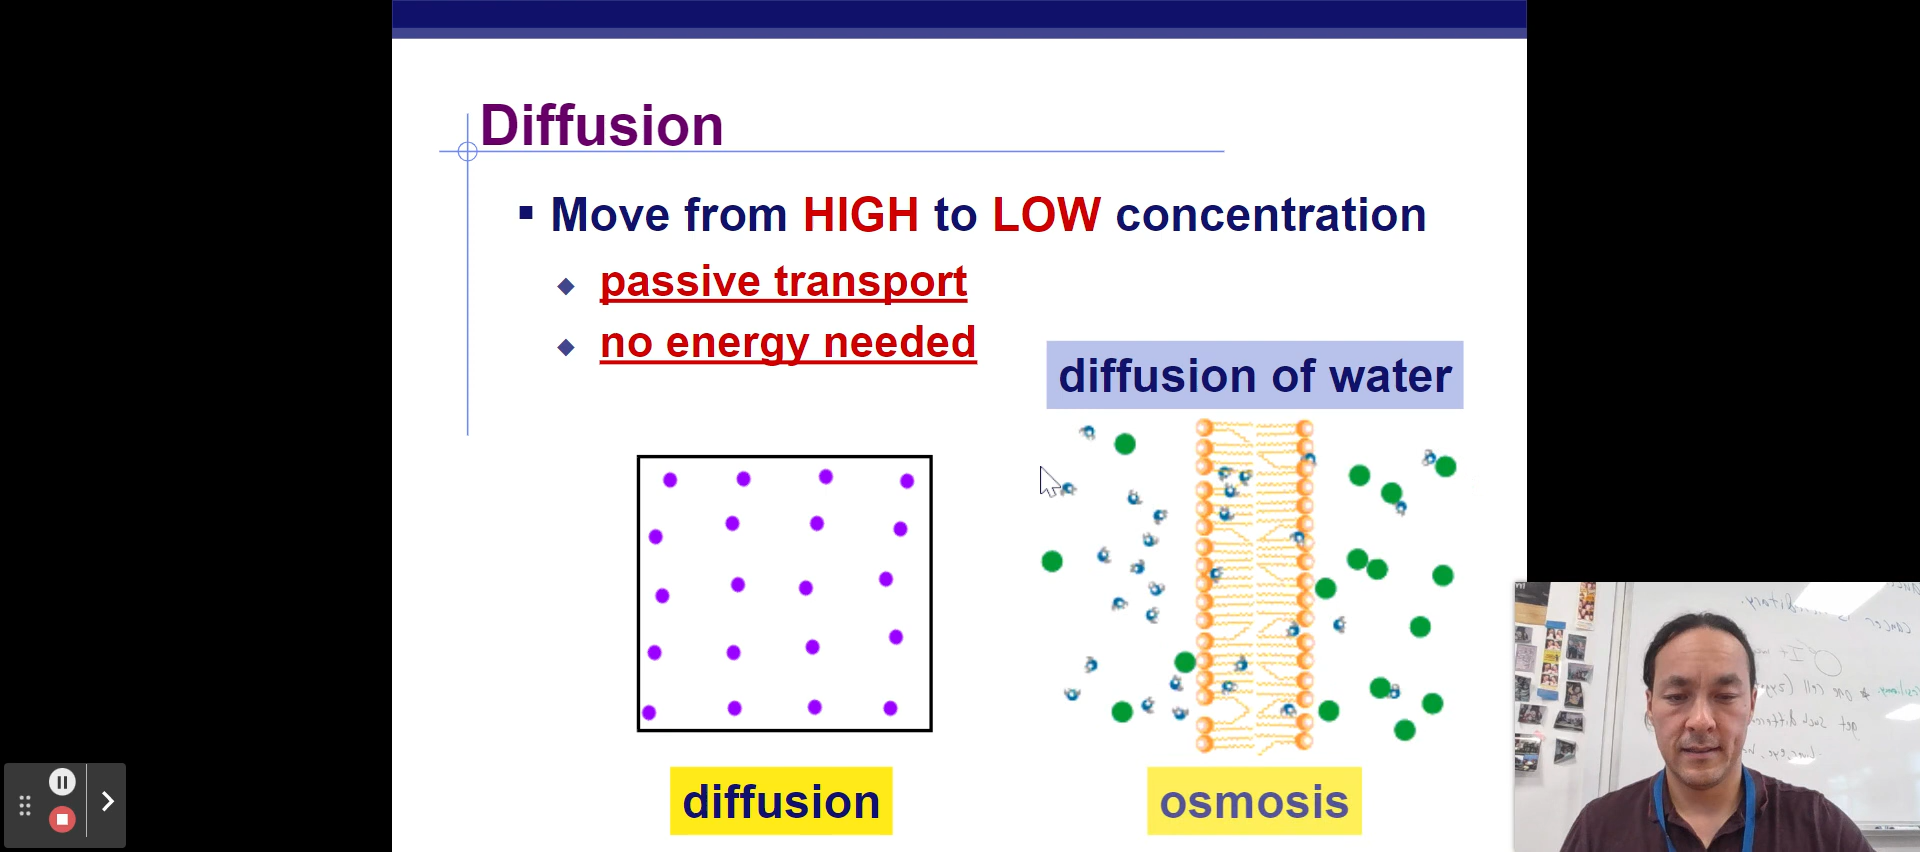 Diffusion
Move from HIGH to LOW concentration
passive transport
no energy needed
diffusion of water
diffusion
osmosis